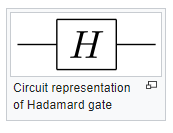 H
Circuit representation
of Hadamard gate